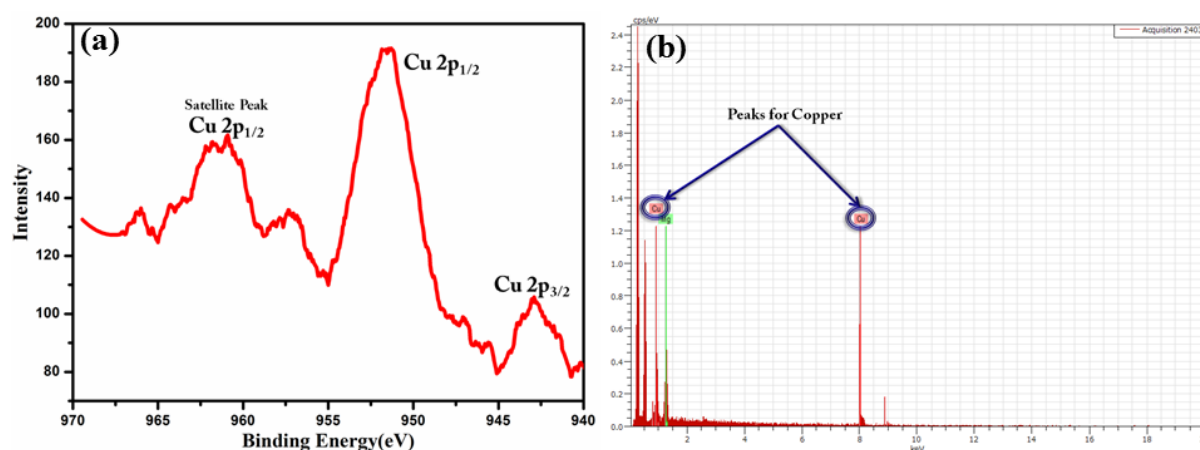 (a)
200
180
160
140
120
100
80
Intensity
Satellite Peak
Cu 2p1/2
Cu 2p1/2
Cu 2p3/2
970 965 960 955 950 945 940
Binding Energy(eV)
cps/eV
(b)
Acquisition 2403
2.4
2.2
2.0
1.8
1.6
1.4
1.2
1.0
0.8
0.6
0.4
0.2
0.0
Peaks for Copper
Cu
Cu
2 4 6 8 10 12 14 16 18
keV